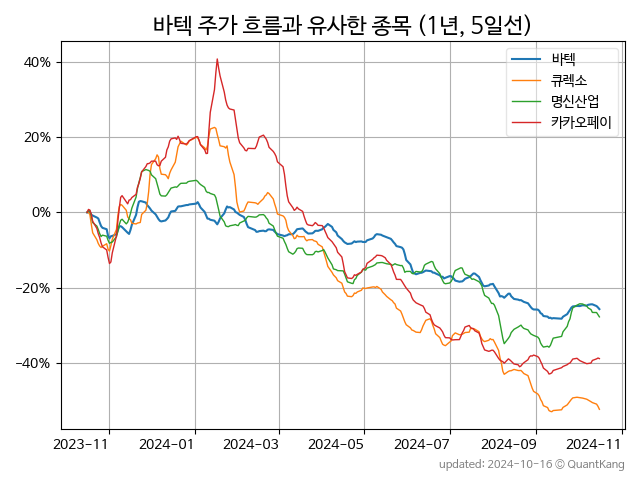 바텍 주가 흐름과 유사한 종목 (1년, 5일선)
바텍
큐렉소
명신산업
카카오페이
40%
20%
0%
−20%
−40%
2023-11 2024-01 2024-03 2024-05 2024-07 2024-09 2024-11
updated: 2024-10-16 © QuantKang